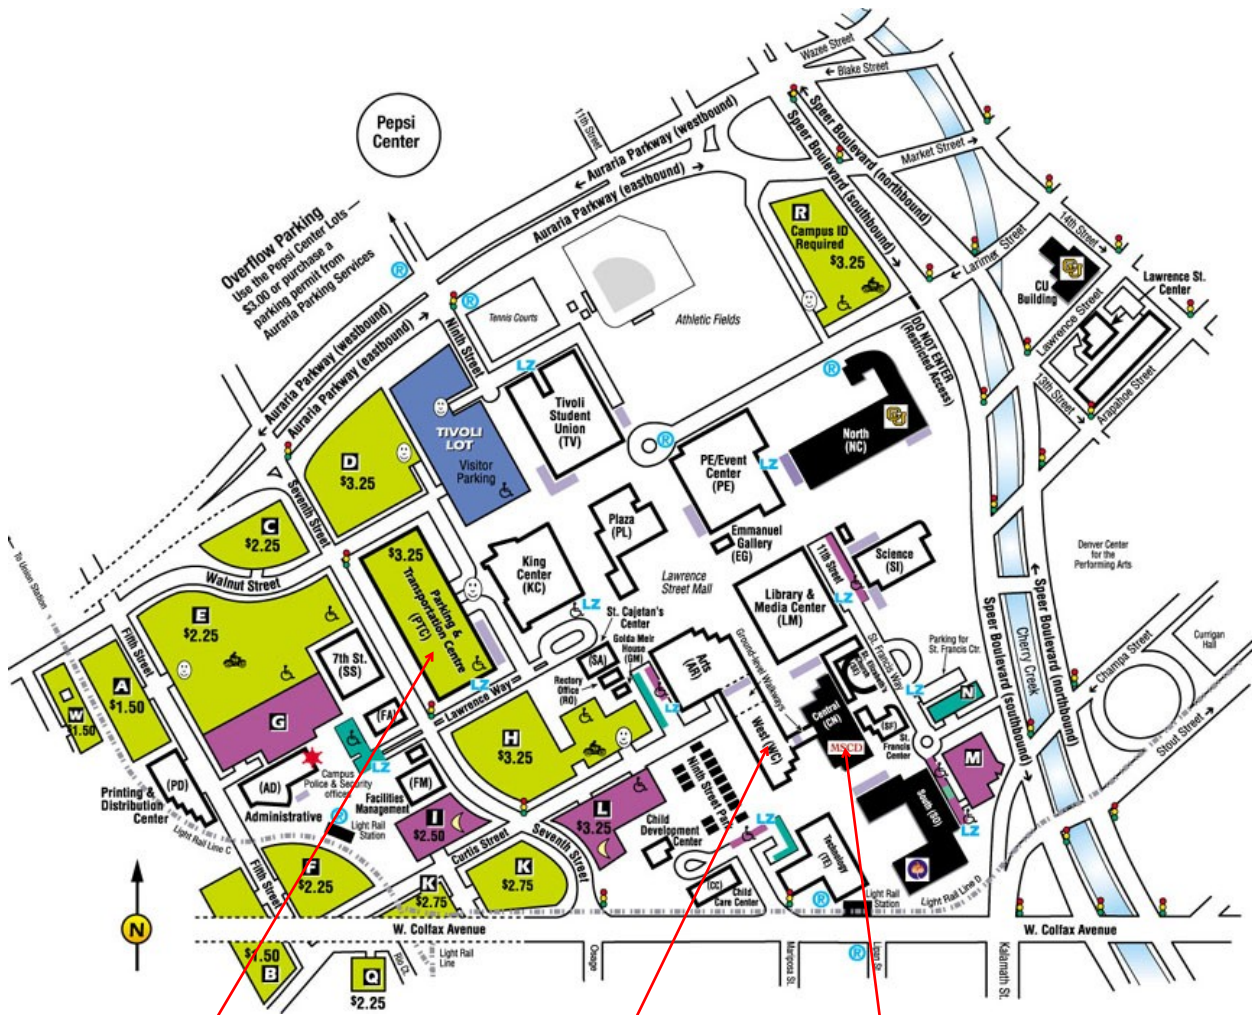 Wazee Street
← Blake Street
Pepsi
Center
11th Street
← Auraria Parkway (westbound)
Auraria Parkway (eastbound) →
Speer Boulevard (northbound)
Speer Boulevard (southbound)
Market Street
14th Street
Larimer Street
Overflow Parking
Use the Pepsi Center Lots —
$3.00 or purchase a
parking permit from
Auraria Parking Services
R
Campus ID
Required
$3.25
CU
Building
Lawrence St.
Center
Lawrence Street
13th Street
Arapahoe Street
DO NOT ENTER
(Restricted Access)
Tennis Courts
Athletic Fields
Ninth Street
Auraria Parkway (westbound)
Auraria Parkway (eastbound)
LZ
Tivoli
Student
Union
(TV)
TIVOLI
LOT
Visitor
Parking
North
(NC)
PE/Event
Center
(PE)
LZ
D
$3.25
Seventh Street
C
$2.25
Walnut Street
To Union Station
Plaza
(PL)
Emmanuel
Gallery
(EG)
11th Street
Science
(SI)
Denver Center
for the
Performing Arts
$3.25
Parking &
Transportation Centre
(PTC)
King
Center
(KC)
Lawrence
Street Mall
Library &
Media Center
(LM)
LZ
E
$2.25
Fifth Street
7th St.
(SS)
St. Cajetan's
Center
Golda Meir
House
(GM)
(SA)
Rectory
Office
(RO)
Arts
(AR)
Ground-level Walkways
St. Francis Way
Parking for
St. Francis Ctr.
Speer Boulevard (southbound)
Cherry Creek
Speer Boulevard (northbound)
Champa Street
Currigan
Hall
Stout Street
A
$1.50
W
$1.50
G
(FA)
LZ
Lawrence Way
H
$3.25
LZ
West (WC)
Central
(CN)
MSCD
(SF)
St.
Francis
Center
LZ
N
M
(PD)
Printing &
Distribution
Center
(AD)
Administrative
Campus
Police & Security
offices
LZ
(FM)
Facilities
Management
Light Rail
Station
Light Rail Line C
I
$2.50
L
$3.25
Ninth Street Park
Child
Development
Center
LZ
Technology
(TE)
South (SO)
LZ
Curtis Street
Seventh Street
Fifth Street
F
$2.25
K
$2.75
K
$2.75
(CC)
Child
Care Center
Light Rail
Station
Light Rail Line D
N
W. Colfax Avenue
W. Colfax Avenue
$1.50
B
Q
$2.25
Rio Ct.
Light Rail
Line
Osage
Mariposa St.
Lipan St.
Kalamath St.